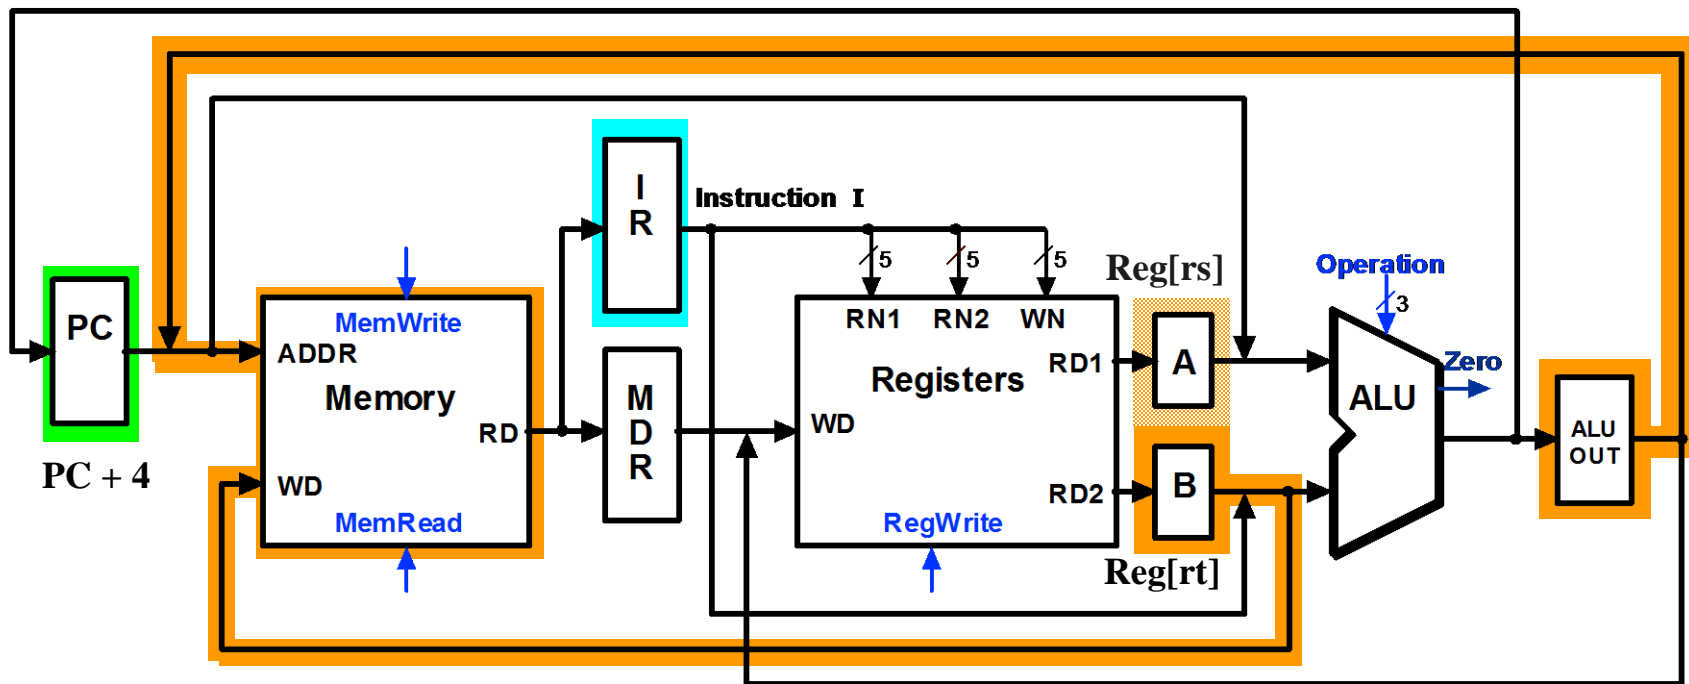 I
R
Instruction I
5
5
5
Reg[rs]
Operation
3
PC
MemWrite
RN1
RN2
WN
ADDR
RD1
A
Zero
Memory
M
D
R
Registers
ALU
RD
WD
ALU
OUT
PC + 4
WD
RD2
B
MemRead
RegWrite
Reg[rt]